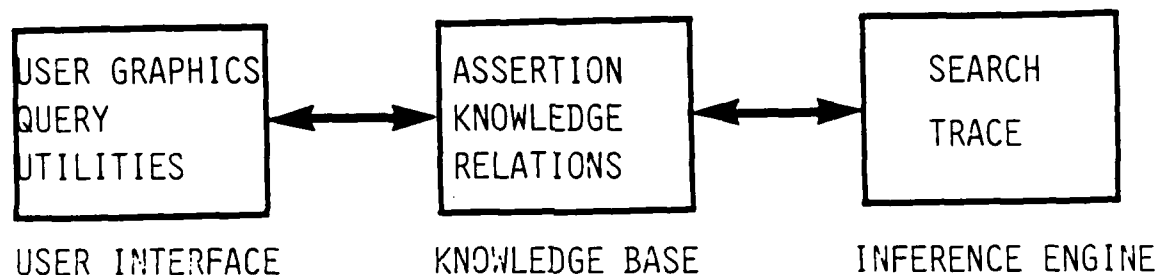 USER GRAPHICS
QUERY
UTILITIES
ASSERTION
KNOWLEDGE
RELATIONS
SEARCH
TRACE
USER INTERFACE
KNOWLEDGE BASE
INFERENCE ENGINE